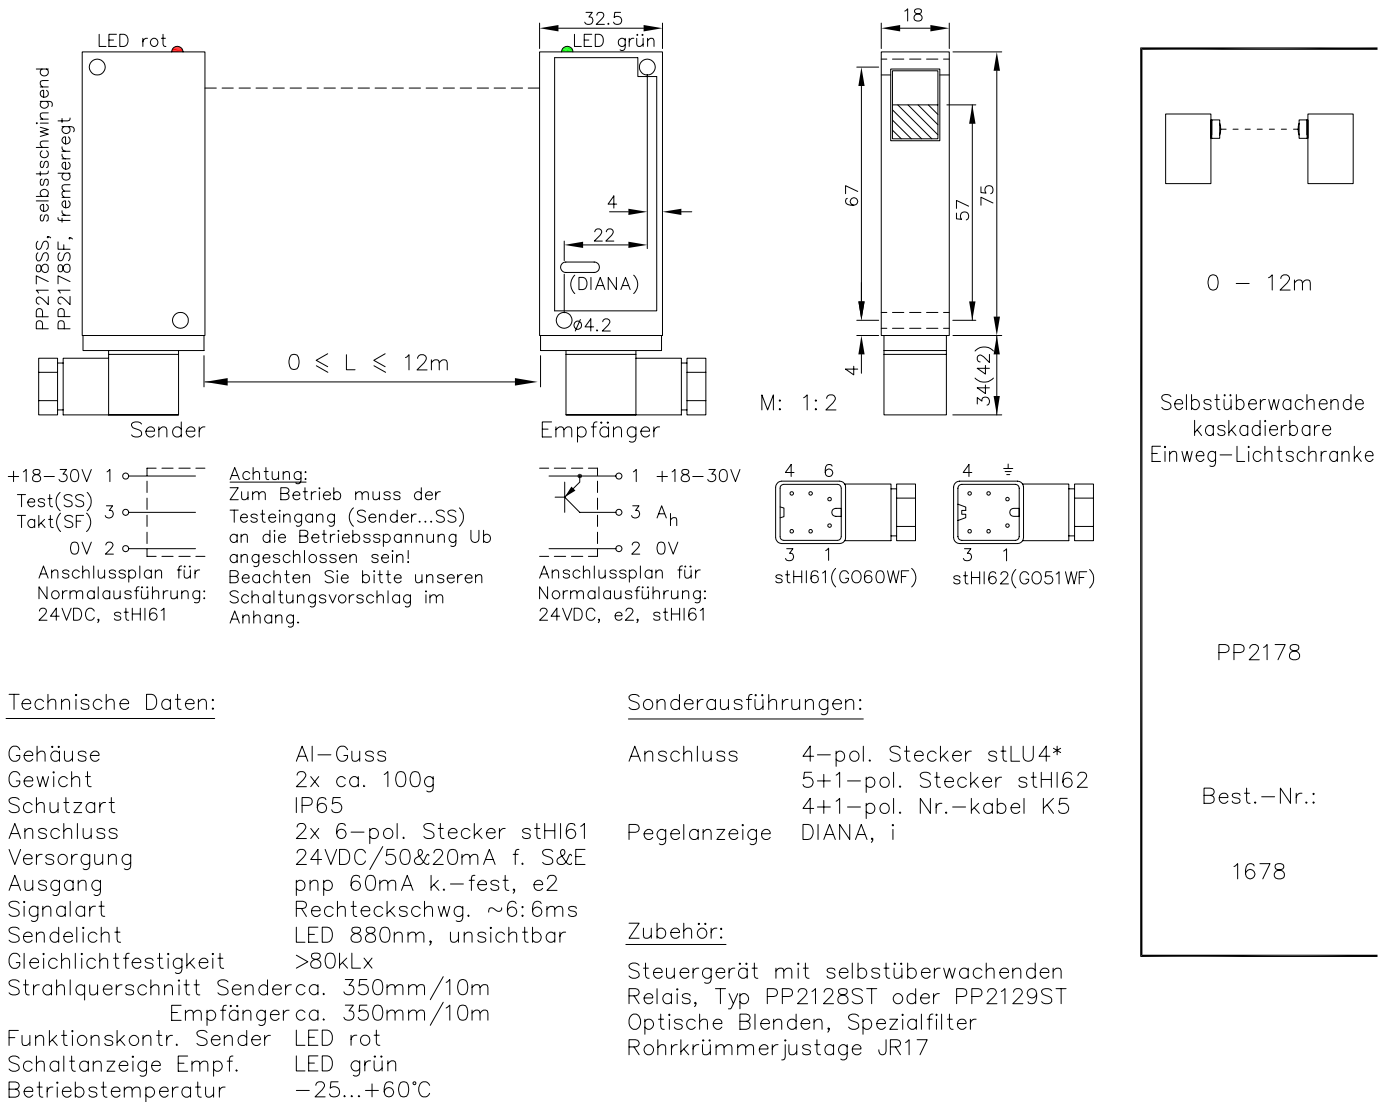 LED rot
PP2178SS, selbstschwingend
PP2178SF, fremderregt
32.5
LED grün
4
22
(DIANA)
ø4.2
0 ⩽ L ⩽ 12m
Sender
Empfänger
18
67
57
75
4
34(42)
M: 1:2
+18-30V 1
Test(SS)
Takt(SF) 3
0V 2
Anschlussplan für
Normalausführung:
24VDC, stHI61
Achtung:
Zum Betrieb muss der
Testeingang (Sender...SS)
an die Betriebsspannung Ub
angeschlossen sein!
Beachten Sie bitte unseren
Schaltungsvorschlag im
Anhang.
1 +18-30V
3 Ah
2 0V
Anschlussplan für
Normalausführung:
24VDC, e2, stHI61
4 6
3 1
stHI61(GO60WF)
4 ⏚
3 1
stHI62(GO51WF)
Technische Daten:
Gehäuse Al-Guss
Gewicht 2x ca. 100g
Schutzart IP65
Anschluss 2x 6-pol. Stecker stHI61
Versorgung 24VDC/50&20mA f. S&E
Ausgang pnp 60mA k.-fest, e2
Signalart Rechteckschwg. ~6:6ms
Sendelicht LED 880nm, unsichtbar
Gleichlichtfestigkeit >80kLx
Strahlquerschnitt Sender ca. 350mm/10m
Empfänger ca. 350mm/10m
Funktionskontr. Sender LED rot
Schaltanzeige Empf. LED grün
Betriebstemperatur -25...+60°C
Sonderausführungen:
Anschluss 4-pol. Stecker stLU4*
5+1-pol. Stecker stHI62
4+1-pol. Nr.-kabel K5
Pegelanzeige DIANA, i
Zubehör:
Steuergerät mit selbstüberwachenden
Relais, Typ PP2128ST oder PP2129ST
Optische Blenden, Spezialfilter
Rohrkrümmerjustage JR17
0 - 12m
Selbstüberwachende
kaskadierbare
Einweg-Lichtschranke
PP2178
Best.-Nr.:
1678